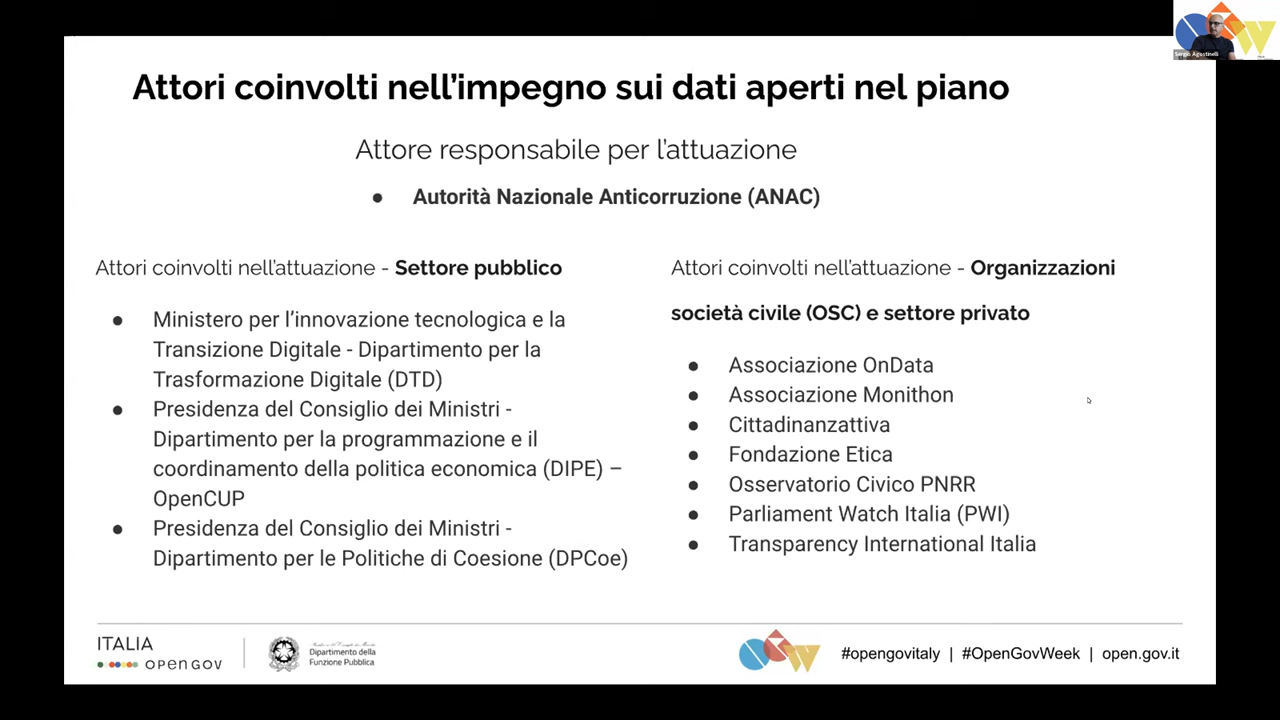 Sergio Agostinelli
Attori coinvolti nell'impegno sui dati aperti nel piano
Attore responsabile per l'attuazione
● Autorità Nazionale Anticorruzione (ANAC)
Attori coinvolti nell'attuazione - Settore pubblico
● Ministero per l'innovazione tecnologica e la
Transizione Digitale - Dipartimento per la
Trasformazione Digitale (DTD)
● Presidenza del Consiglio dei Ministri -
Dipartimento per la programmazione e il
coordinamento della politica economica (DIPE) –
OpenCUP
● Presidenza del Consiglio dei Ministri -
Dipartimento per le Politiche di Coesione (DPCoe)
Attori coinvolti nell'attuazione - Organizzazioni
società civile (OSC) e settore privato
● Associazione OnData
● Associazione Monithon
● Cittadinanzattiva
● Fondazione Etica
● Osservatorio Civico PNRR
● Parliament Watch Italia (PWI)
● Transparency International Italia
ITALIA
open gov
Dipartimento della
Funzione Pubblica
OGW
#opengovitaly | #OpenGovWeek | open.gov.it